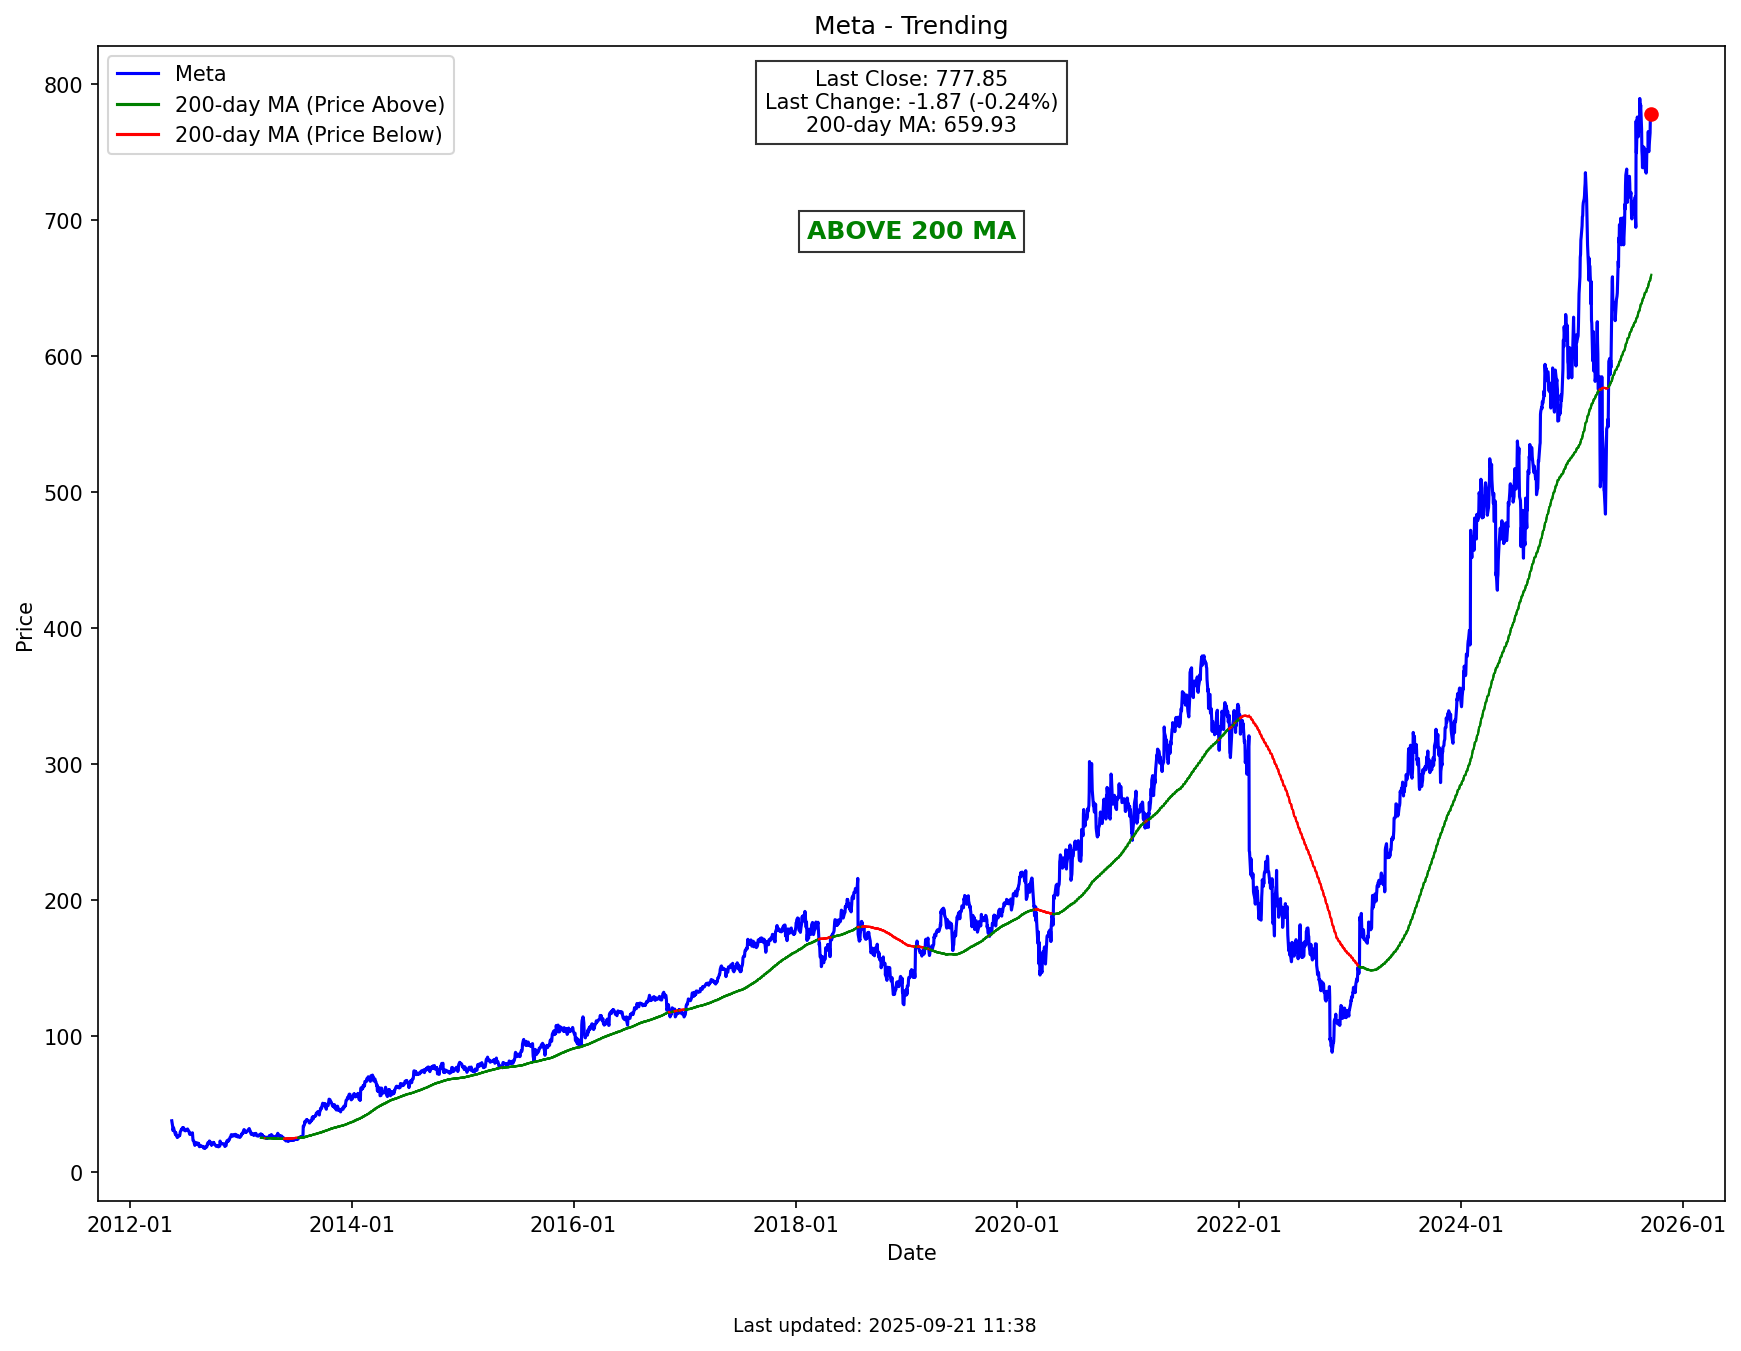 Meta - Trending
Meta
200-day MA (Price Above)
200-day MA (Price Below)
Last Close: 777.85
Last Change: -1.87 (-0.24%)
200-day MA: 659.93
ABOVE 200 MA
Price
800
700
600
500
400
300
200
100
0
2012-01
2014-01
2016-01
2018-01
2020-01
2022-01
2024-01
2026-01
Date
Last updated: 2025-09-21 11:38